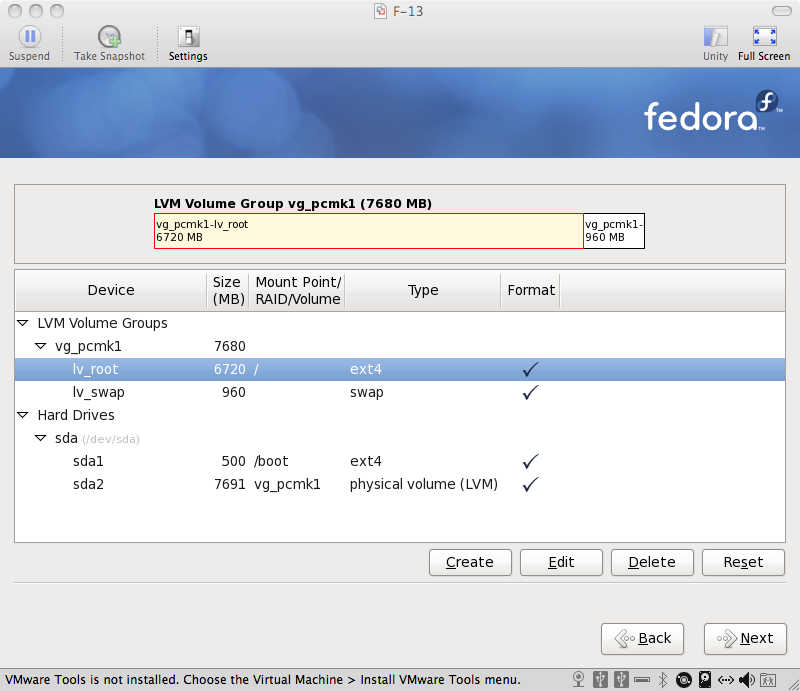 F-13
Suspend
Take Snapshot
Settings
Unity
Full Screen
fedora™
LVM Volume Group vg_pcmk1 (7680 MB)
vg_pcmk1-lv_root
6720 MB
vg_pcmk1-
960 MB
Device
Size
(MB)
Mount Point/
RAID/Volume
Type
Format
LVM Volume Groups
vg_pcmk1 7680
lv_root 6720 / ext4 ✓
lv_swap 960 swap ✓
Hard Drives
sda (/dev/sda)
sda1 500 /boot ext4 ✓
sda2 7691 vg_pcmk1 physical volume (LVM) ✓
Create
Edit
Delete
Reset
Back
Next
VMware Tools is not installed. Choose the Virtual Machine > Install VMware Tools menu.